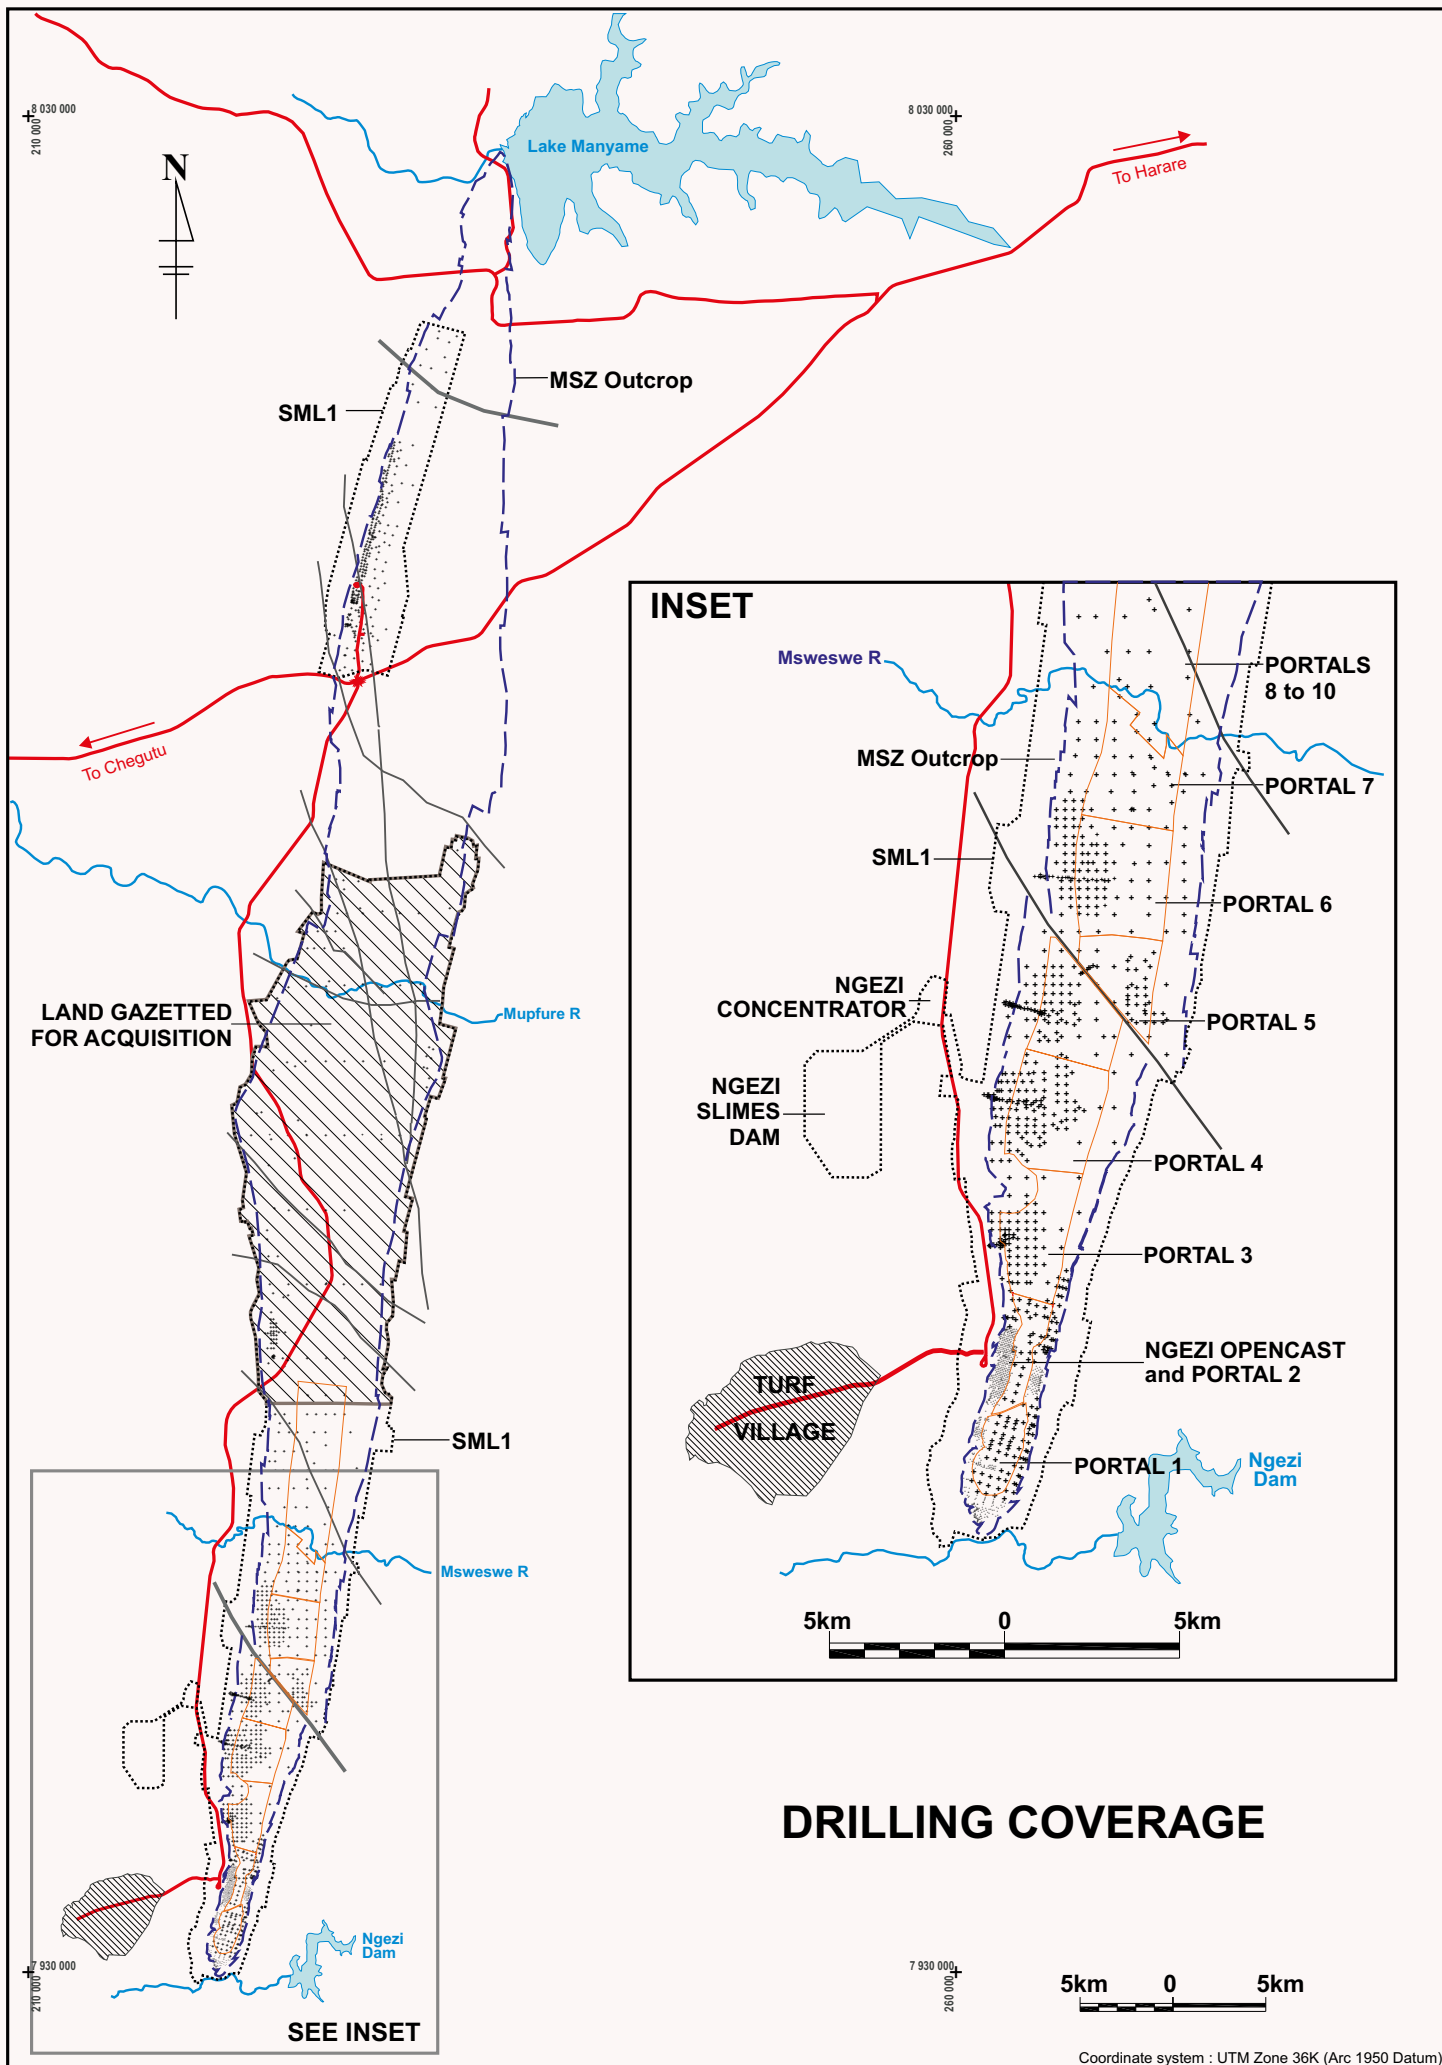 8 030 000
210 000
8 030 000
260 000
N
Lake Manyame
To Harare
MSZ Outcrop
SML1
To Chegutu
LAND GAZETTED
FOR ACQUISITION
Mupfure R
SML1
Msweswe R
Ngezi
Dam
7 930 000
210 000
SEE INSET
INSET
Msweswe R
PORTALS
8 to 10
MSZ Outcrop
PORTAL 7
SML1
PORTAL 6
NGEZI
CONCENTRATOR
PORTAL 5
NGEZI
SLIMES
DAM
PORTAL 4
PORTAL 3
NGEZI OPENCAST
and PORTAL 2
TURF
VILLAGE
PORTAL 1
Ngezi
Dam
5km 0 5km
DRILLING COVERAGE
7 930 000
260 000
5km 0 5km
Coordinate system : UTM Zone 36K (Arc 1950 Datum)